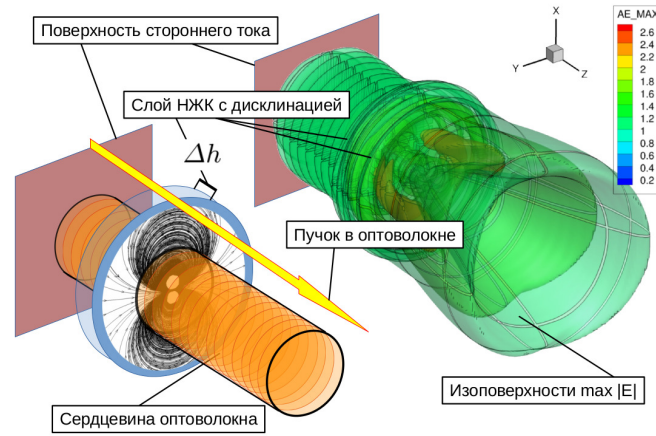 Поверхность стороннего тока
Слой НЖК с дисклинацией
Δh
Пучок в оптоволокне
Сердцевина оптоволокна
Изоповерхности max |E|
X
Y
Z
AE_MAX
2.6
2.4
2.2
2
1.8
1.6
1.4
1.2
1
0.8
0.6
0.4
0.2